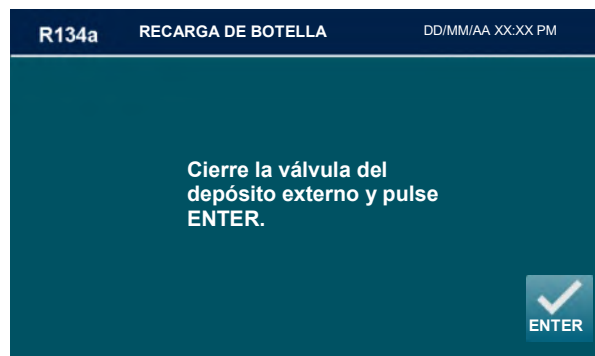 R134a RECARGA DE BOTELLA DD/MM/AA XX:XX PM
Cierre la válvula del
depósito externo y pulse
ENTER.
ENTER